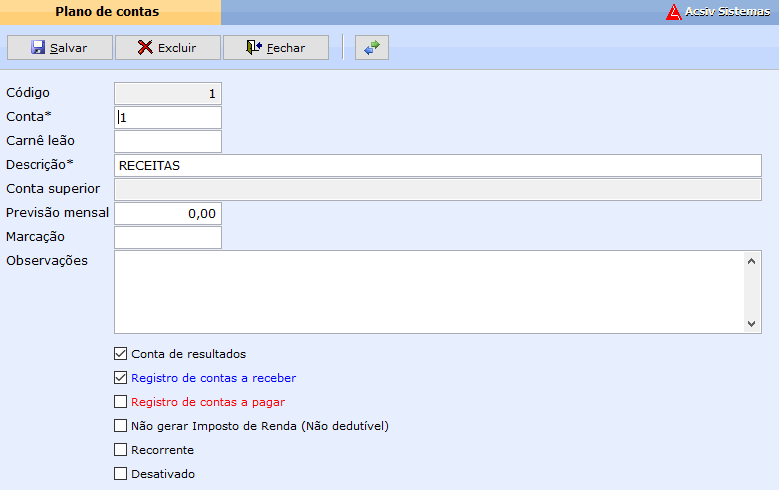 Plano de contas
Acsiv Sistemas
Salvar Excluir Fechar
Código 1
Conta* 1
Carnê leão
Descrição* RECEITAS
Conta superior
Previsão mensal 0,00
Marcação
Observações
Conta de resultados
Registro de contas a receber
Registro de contas a pagar
Não gerar Imposto de Renda (Não dedutível)
Recorrente
Desativado